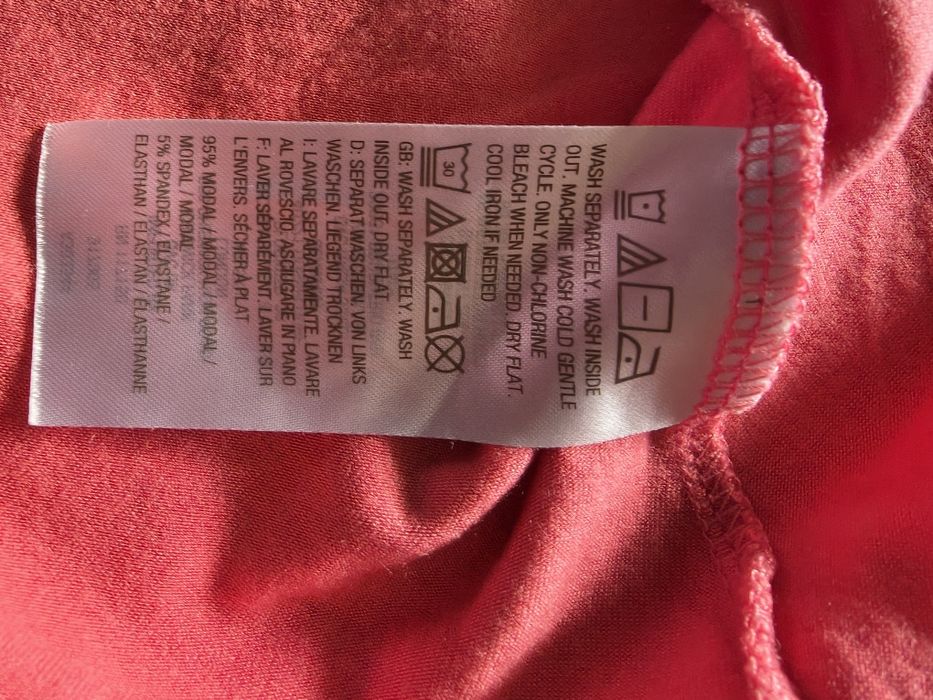 WASH SEPARATELY. WASH INSIDE
OUT. MACHINE WASH COLD GENTLE
CYCLE. ONLY NON-CHLORINE
BLEACH WHEN NEEDED. DRY FLAT.
COOL IRON IF NEEDED
30
GB: WASH SEPARATELY. WASH
INSIDE OUT. DRY FLAT.
D: SEPARAT WASCHEN. VON LINKS
WASCHEN. LIEGEND TROCKNEN
I: LAVARE SEPARATAMENTE. LAVARE
AL ROVESCIO. ASCIUGARE IN PIANO
F: LAVER SÉPARÉMENT. LAVER SUR
L'ENVERS. SÉCHER À PLAT
95% MODAL / MODAL / MODAL /
MODAL / MODAL
5% SPANDEX / ELASTANE /
ELASTHAN / ELASTAN / ÉLASTHANNE